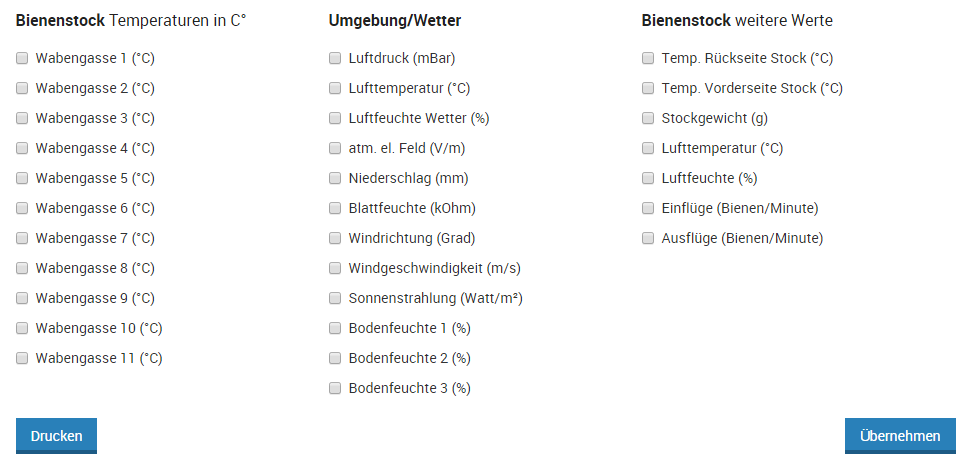 Bienenstock Temperaturen in C°
Wabengasse 1 (°C)
Wabengasse 2 (°C)
Wabengasse 3 (°C)
Wabengasse 4 (°C)
Wabengasse 5 (°C)
Wabengasse 6 (°C)
Wabengasse 7 (°C)
Wabengasse 8 (°C)
Wabengasse 9 (°C)
Wabengasse 10 (°C)
Wabengasse 11 (°C)
Umgebung/Wetter
Luftdruck (mBar)
Lufttemperatur (°C)
Luftfeuchte Wetter (%)
atm. el. Feld (V/m)
Niederschlag (mm)
Blattfeuchte (kOhm)
Windrichtung (Grad)
Windgeschwindigkeit (m/s)
Sonnenstrahlung (Watt/m²)
Bodenfeuchte 1 (%)
Bodenfeuchte 2 (%)
Bodenfeuchte 3 (%)
Bienenstock weitere Werte
Temp. Rückseite Stock (°C)
Temp. Vorderseite Stock (°C)
Stockgewicht (g)
Lufttemperatur (°C)
Luftfeuchte (%)
Einflüge (Bienen/Minute)
Ausflüge (Bienen/Minute)
Drucken
Übernehmen